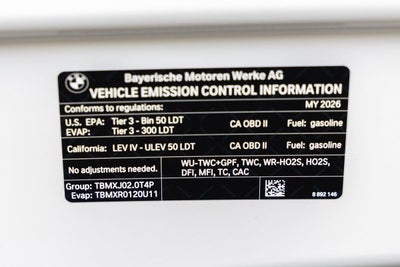 BMW
Bayerische Motoren Werke AG
VEHICLE EMISSION CONTROL INFORMATION
Conforms to regulations: MY 2026
U.S. EPA: Tier 3 - Bin 50 LDT CA OBD II Fuel: gasoline
EVAP: Tier 3 - 300 LDT
California: LEV IV - ULEV 50 LDT CA OBD II Fuel: gasoline
No adjustments needed. WU-TWC+GPF, TWC, WR-HO2S, HO2S,
DFI, MFI, TC, CAC
Group: TBMXJ02.0T4P
Evap: TBMXR0120U11
8 892 146